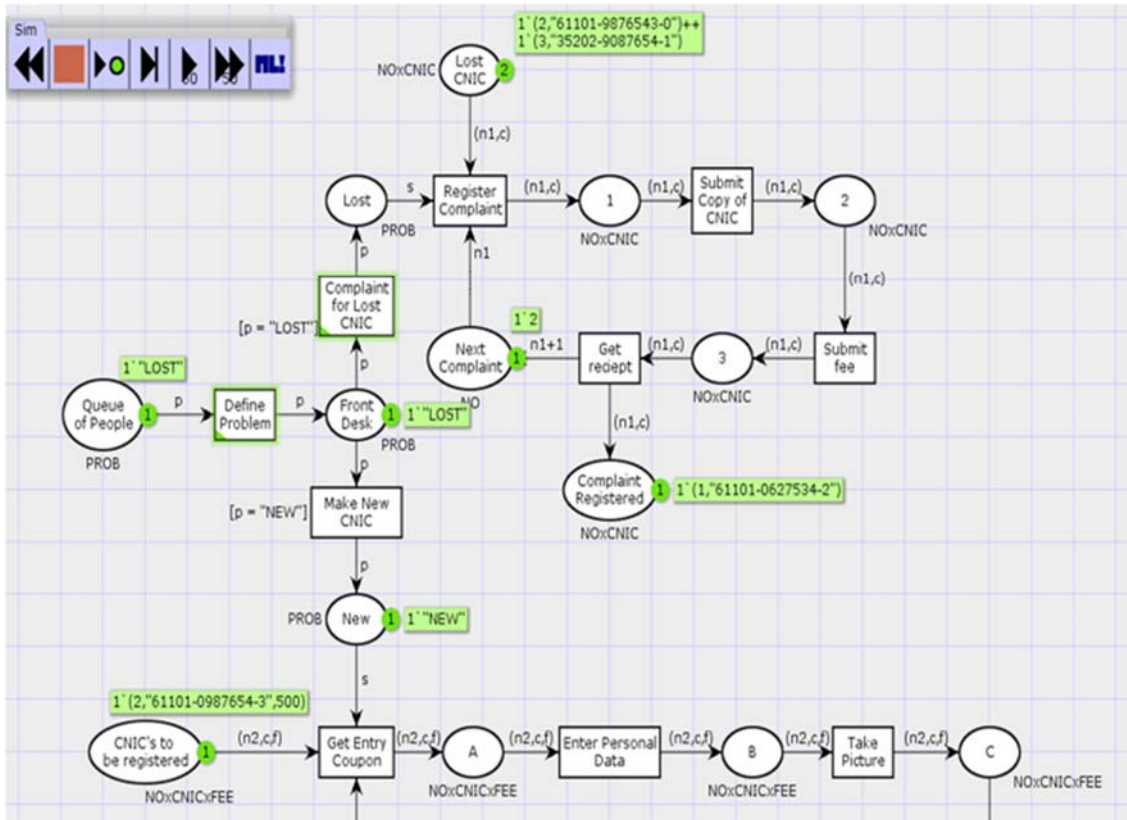 Sim
60
50
ML!
1`(2,"61101-9876543-0")++
1`(3,"35202-9087654-1")
Lost
CNIC
2
NOxCNIC
(n1,c)
Lost
s
Register
Complaint
(n1,c)
1
(n1,c)
Submit
Copy of
CNIC
(n1,c)
2
PROB
NOxCNIC
NOxCNIC
p
n1
(n1,c)
Complaint
for Lost
CNIC
[p = "LOST"]
1`2
Next
Complaint
1
n1+1
Get
reciept
(n1,c)
3
(n1,c)
Submit
fee
NO
NOxCNIC
p
1`"LOST"
Queue
of People
1
p
Define
Problem
p
Front
Desk
1
1`"LOST"
PROB
PROB
(n1,c)
p
Complaint
Registered
1
1`(1,"61101-0627534-2")
NOxCNIC
[p = "NEW"]
Make New
CNIC
p
PROB
New
1
1`"NEW"
s
1`(2,"61101-0987654-3",500)
CNIC's to
be registered
1
(n2,c,f)
Get Entry
Coupon
(n2,c,f)
A
(n2,c,f)
Enter Personal
Data
(n2,c,f)
B
(n2,c,f)
Take
Picture
(n2,c,f)
C
NOxCNICxFEE
NOxCNICxFEE
NOxCNICxFEE
NOxCNICxFEE